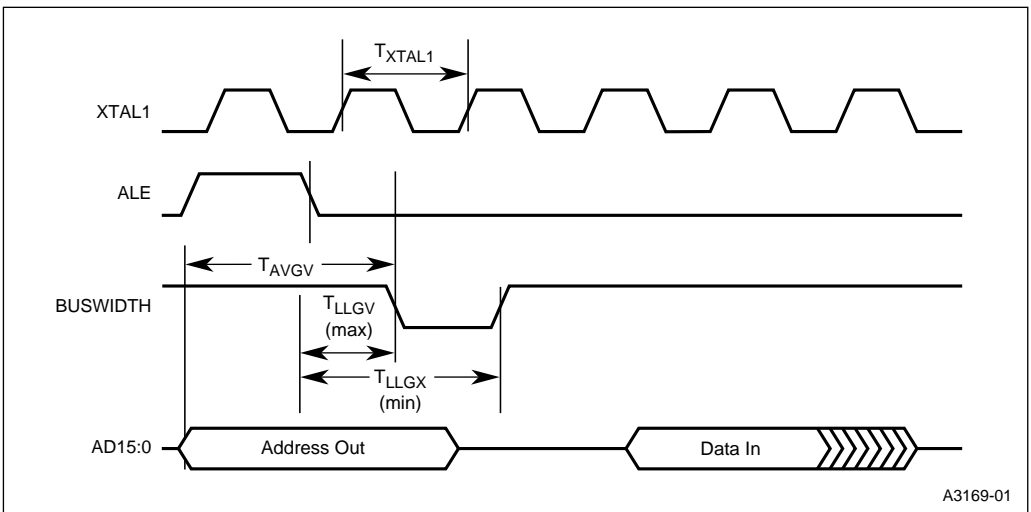 TXTAL1
XTAL1
ALE
TAVGV
BUSWIDTH
TLLGV
(max)
TLLGX
(min)
AD15:0
Address Out
Data In
A3169-01